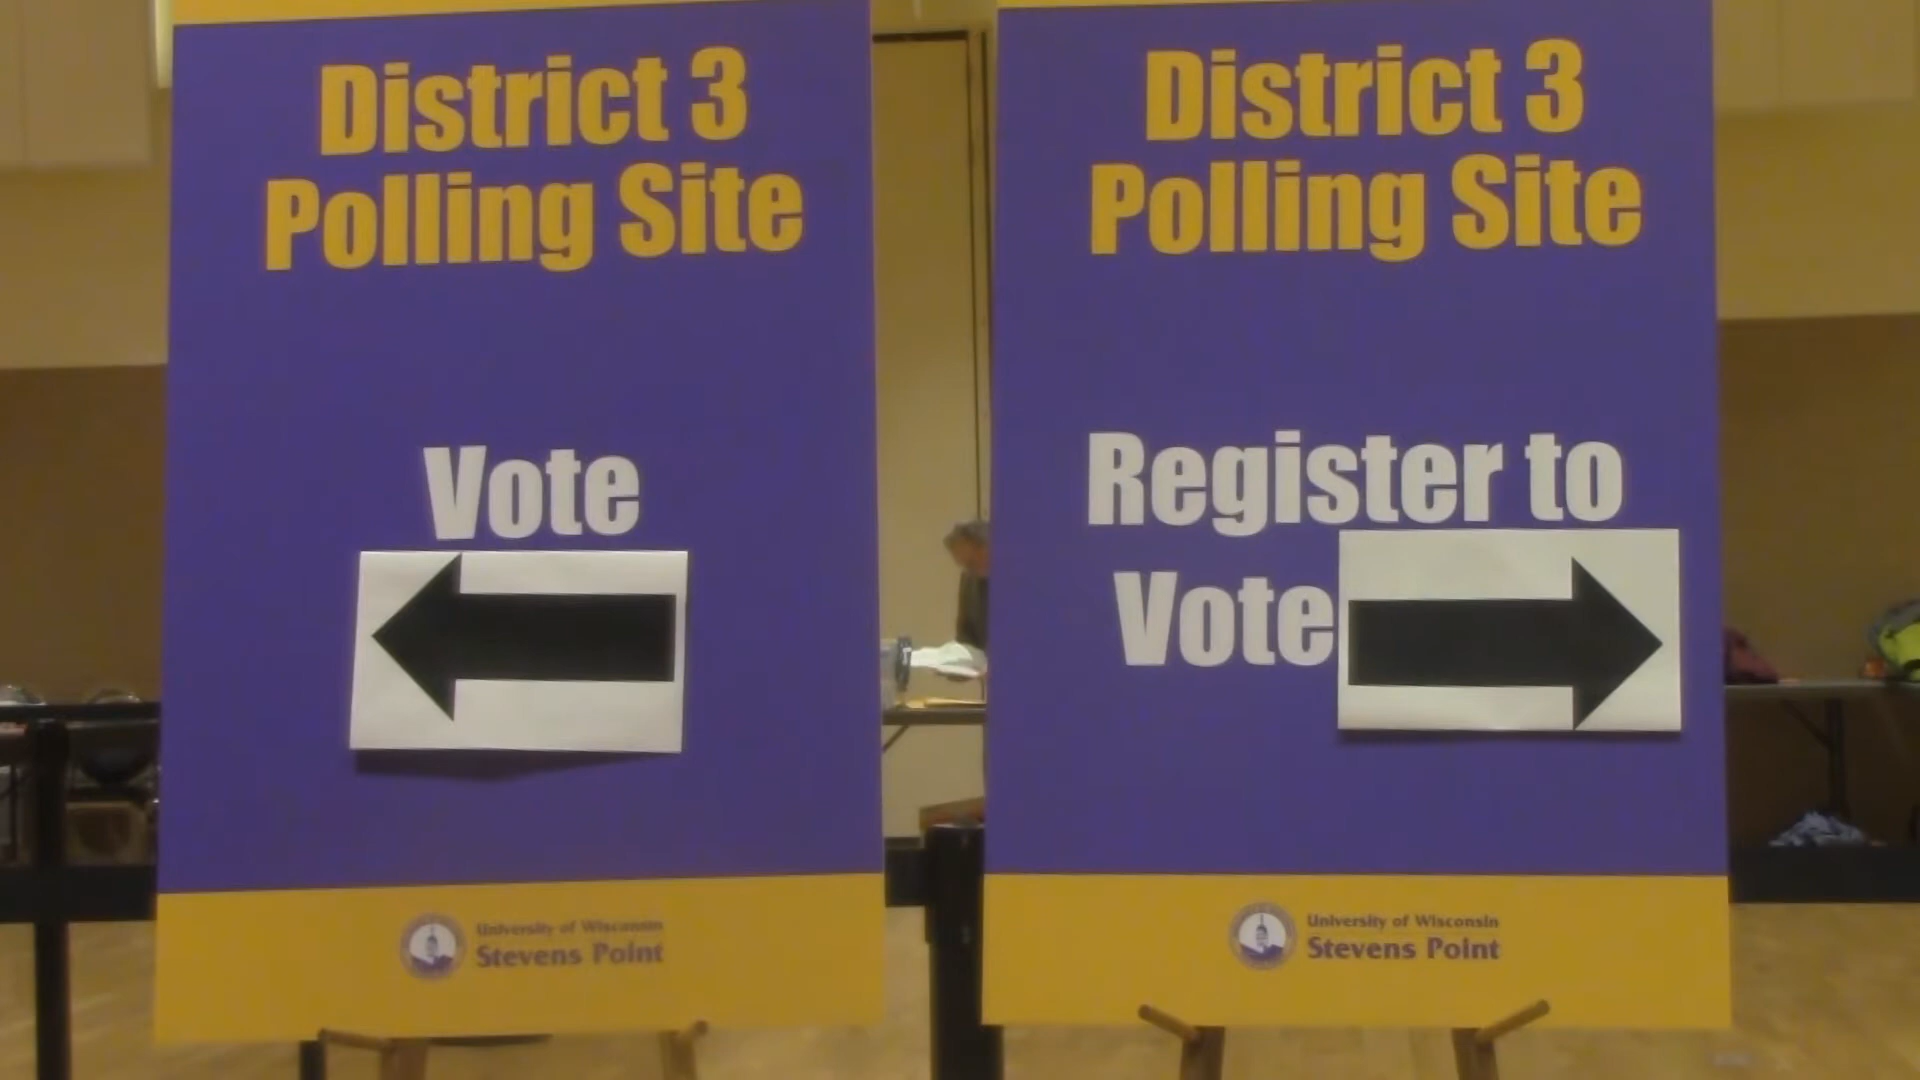 District 3
Polling Site
Vote
University of Wisconsin
Stevens Point
District 3
Polling Site
Register to
Vote
University of Wisconsin
Stevens Point